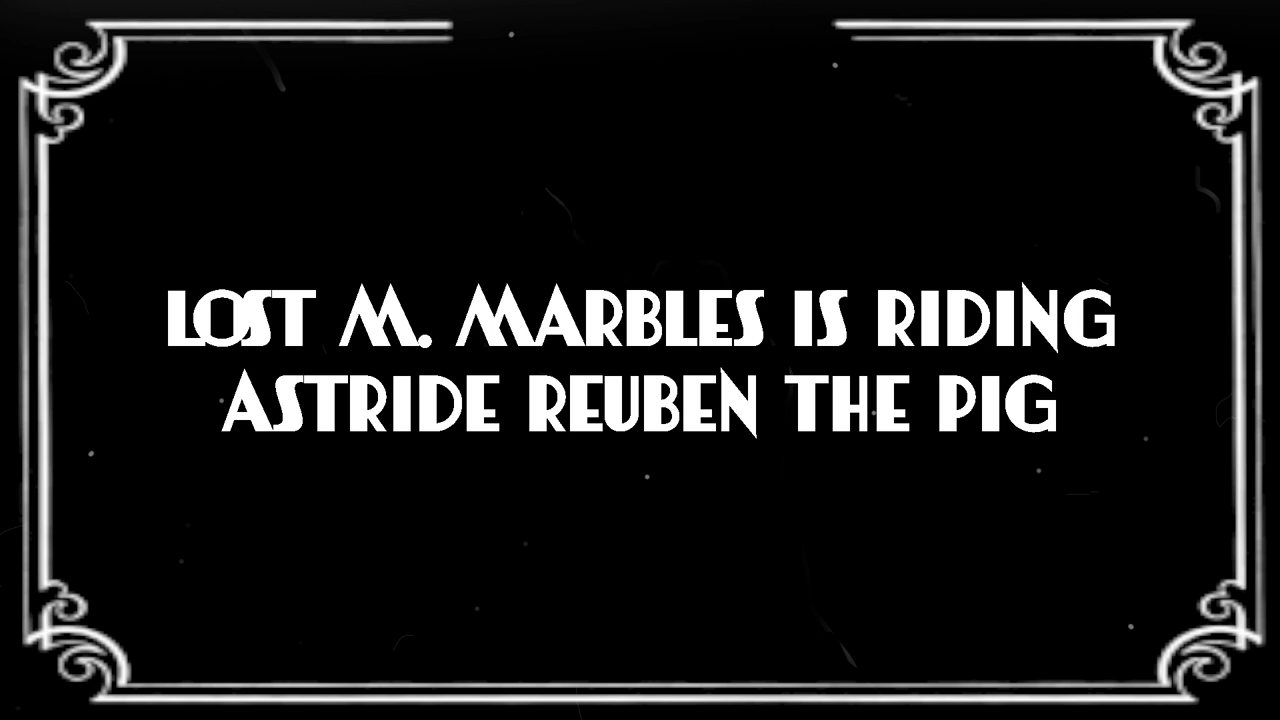 LOST M. MARBLES IS RIDING
ASTRIDE REUBEN THE PIG